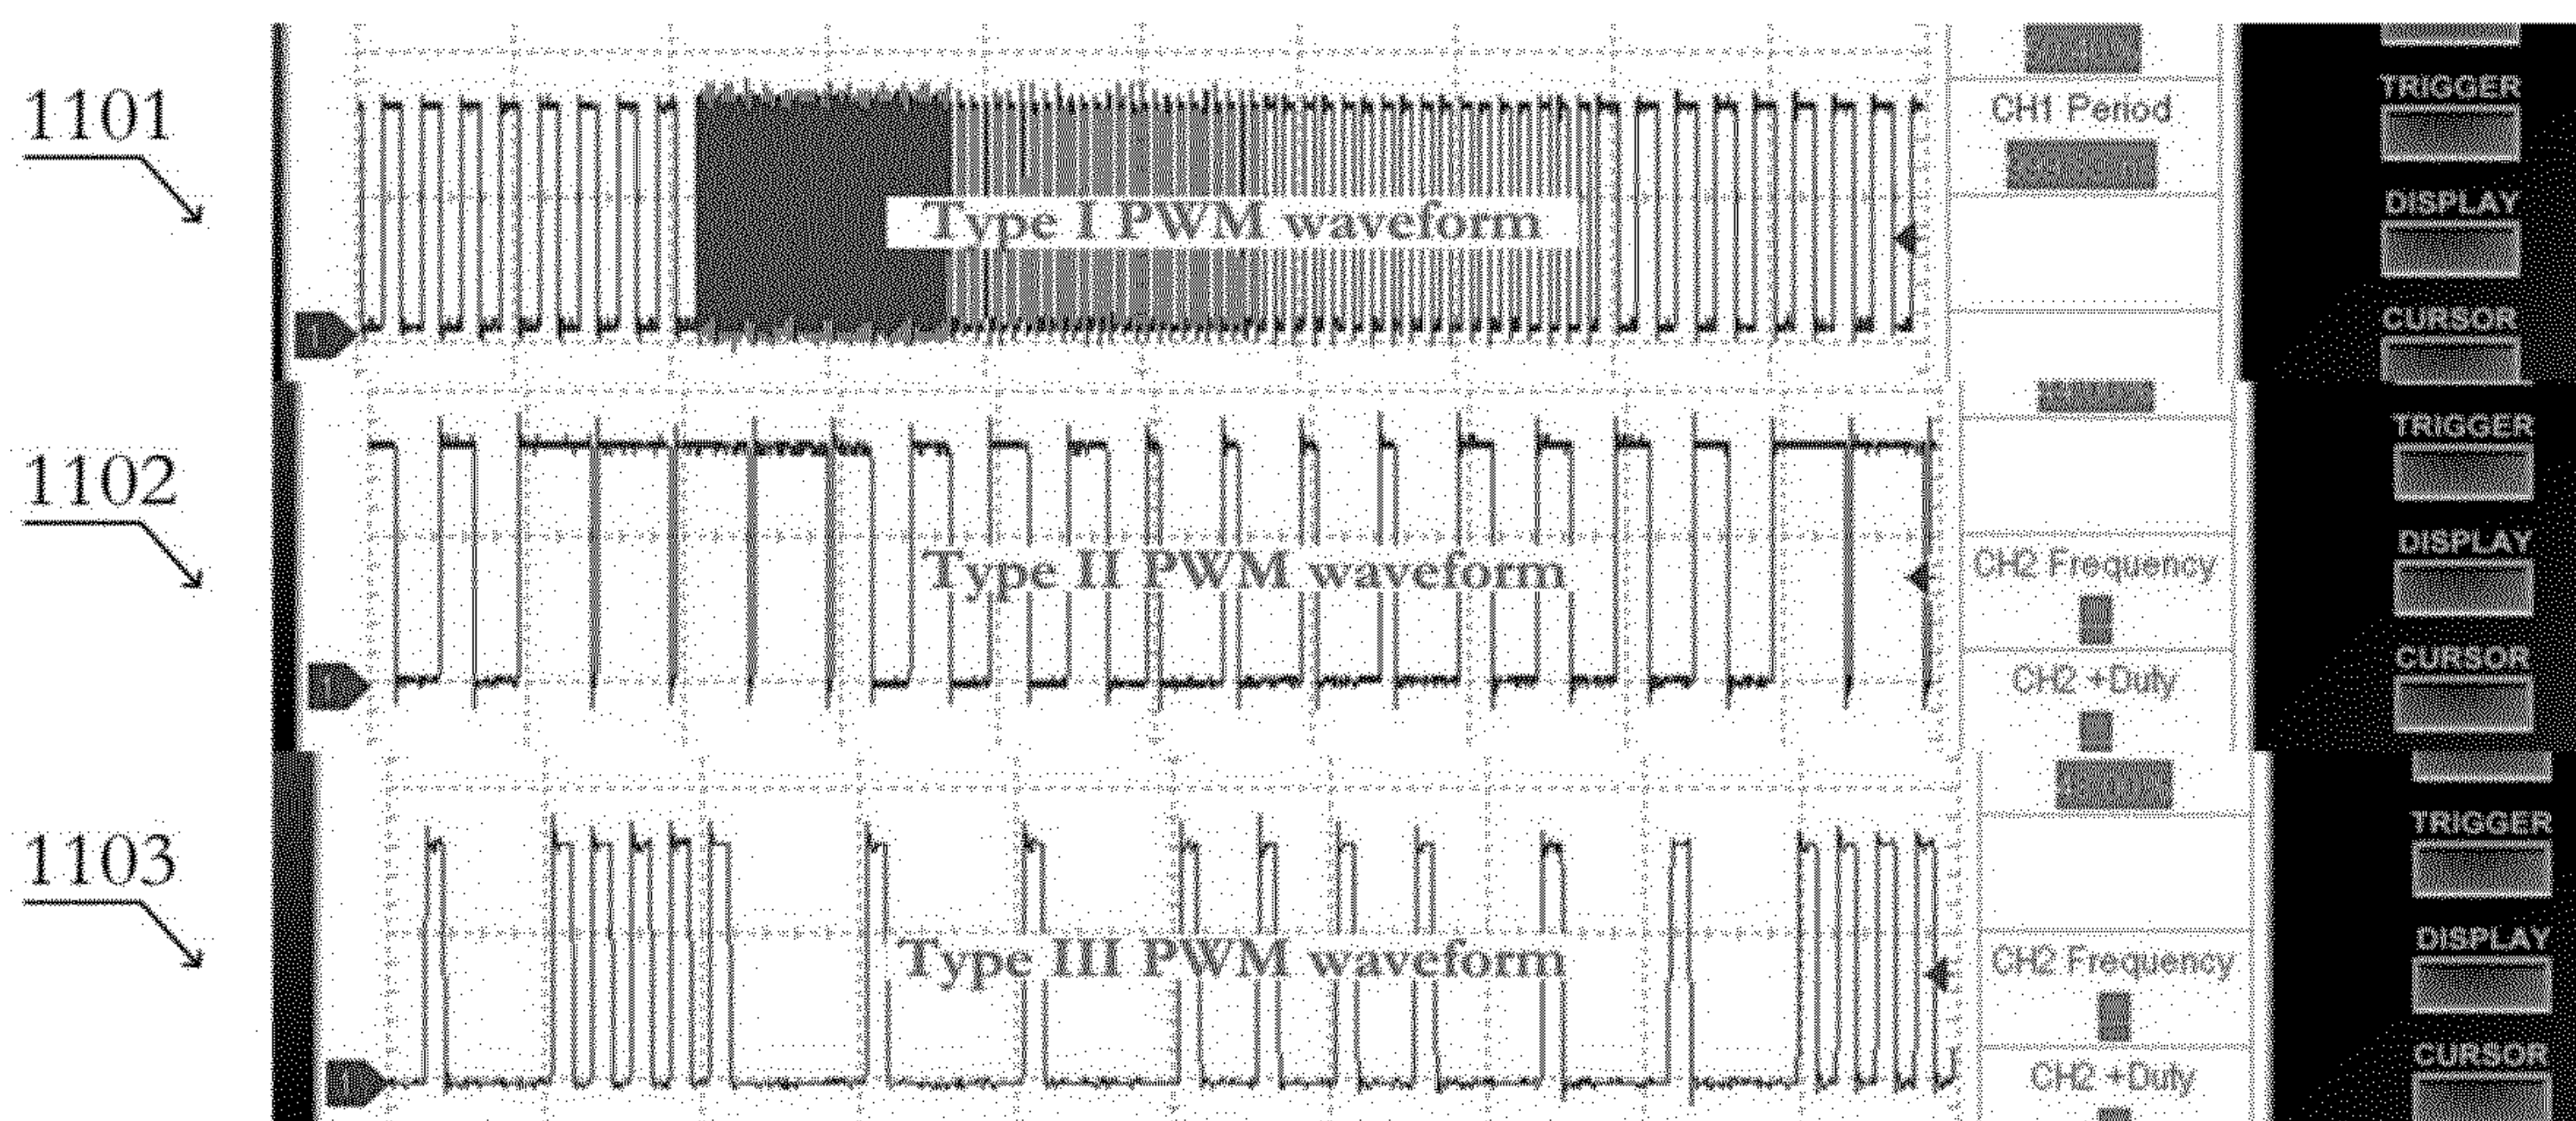 1101
TRIGGER
CH1 Period
DISPLAY
Type I PWM waveform
CURSOR
1102
TRIGGER
DISPLAY
CH2 Frequency
Type II PWM waveform
CURSOR
CH2 +Duty
1103
TRIGGER
DISPLAY
CH2 Frequency
Type III PWM waveform
CURSOR
CH2 +Duty